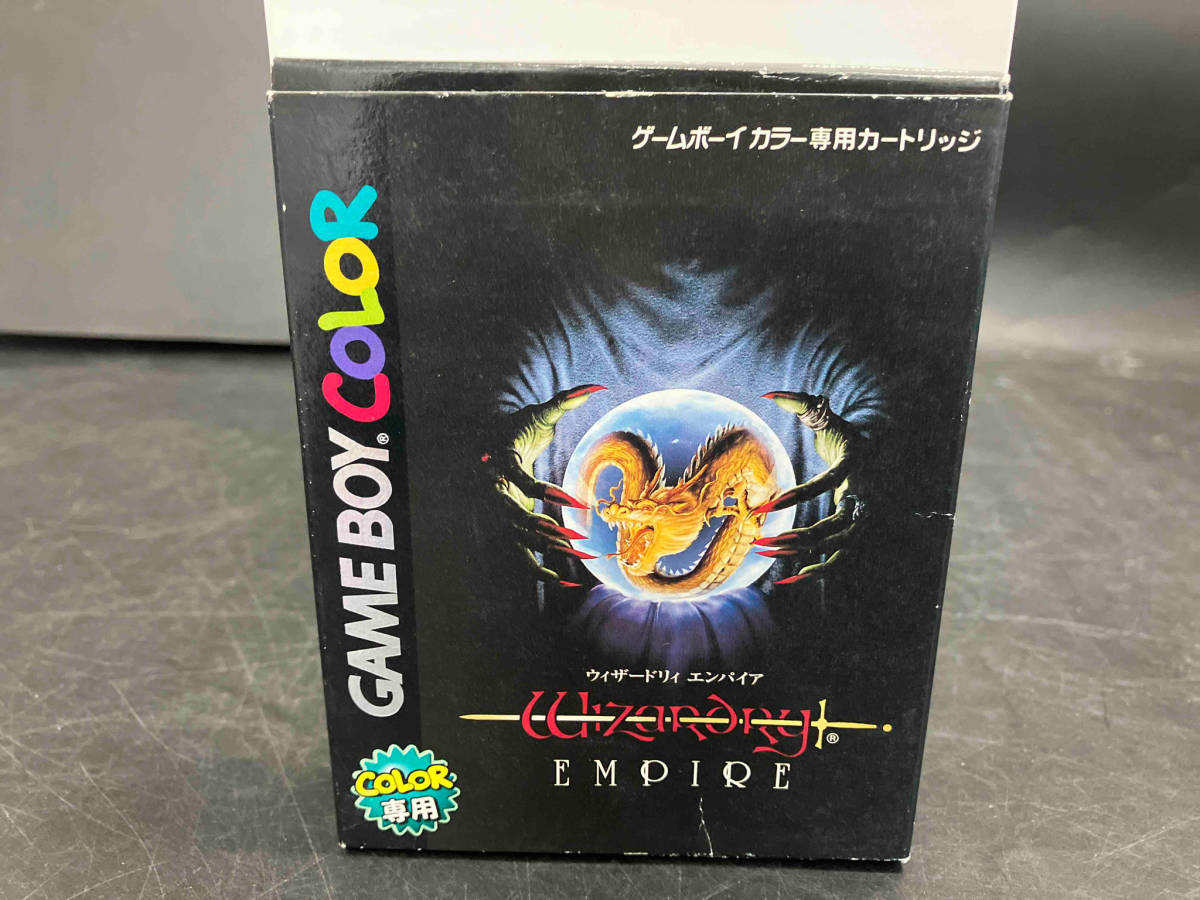 ゲームボーイカラー専用カートリッジ
GAME BOY® COLOR
ウィザードリィ エンパイア
Wizardry®
EMPIRE
COLOR
専用